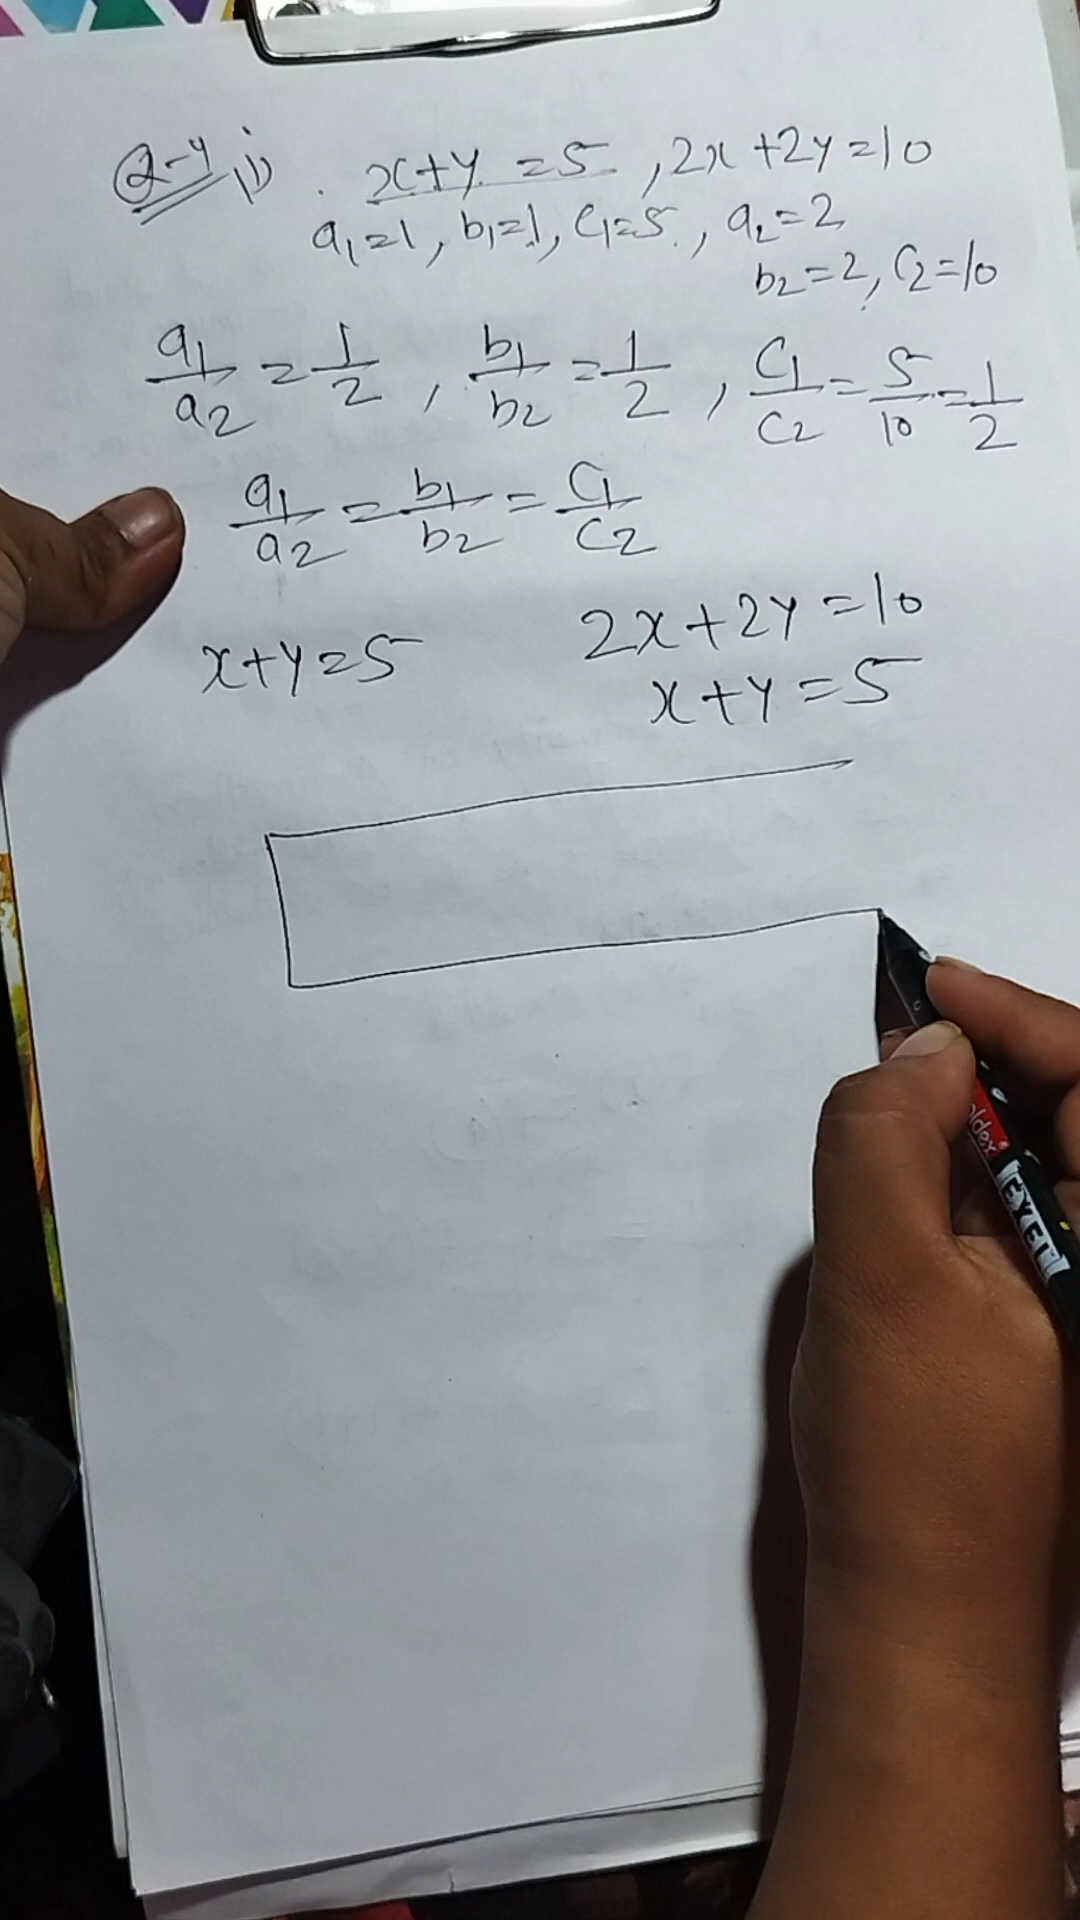 Q-4 i) x+y=5, 2x+2y=10
a₁=1, b₁=1, c₁=5, a₂=2
b₂=2, c₂=10
a₁/a₂ = 1/2, b₁/b₂ = 1/2, c₁/c₂ = 5/10 = 1/2
a₁/a₂ = b₁/b₂ = c₁/c₂
x+y=5 2x+2y=10
x+y=5
EXEL